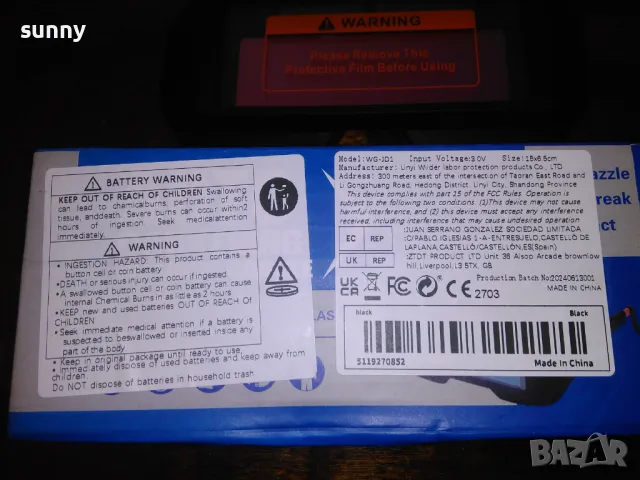 sunny
WARNING
Please Remove This
Protective Film Before Using
BATTERY WARNING
KEEP OUT OF REACH OF CHILDREN Swallowing
can lead to chemicalburns, perforation of soft
tissue, anddeath. Severe burns can occur within2
hours of ingestion Seek medicalattention
immediately.
WARNING
• INGESTION HAZARD: This product contains a
button cell or coin battery
•DEATH or serious injury can occur if ingested.
• A swallowed button cell or coin battery can cause
internal Chemical Burns in as little as 2 hours
•KEEP new and used batteries OUT OF REACH Of
CHILDREN
• Seek immediate medical attention if a battery is
suspected to beswallowed or inserted inside any
part of the body
• Keep in original package until ready to use.
• Immediately dispose of used batteries and keep away from
children.
Do NOT dispose of batteries in household trash
Model: WG-JD1 Input Voltage:3.0V Size:
Manufacturer: Linyi Wider labor protection products Co., LTD
Address: 300 meters east of the intersection of Taoran East Road and
Li Gongzhuang Road, Hedong District, Linyi City, Shandong Province
This device complies with part 15 of the FCC Rules. Operation is
subject to the following two conditions: (1)This device may not cause
harmful interference, and (2) this device must accept any interference
received, including interference that may cause undesired operation
EC REP
JUAN SERRANO GONZALEZ SOCIEDAD LIMITADA
C/PABLO IGLESIAS 1-A-ENTRESUELO,CASTELLO DE
LAPLANA,CASTELLO/CASTELLON,ES(Spain)
UK REP
ZTDT PRODUCT LTD Unit 36 Alsop Arcade brownlow
hill,Liverpool,L3 5TX, GB
UK CA CE FC 2703
Production Batch No:20240613001
MADE IN CHINA
Black Black
5119270852 Made In China
azzle
reak
ct
LAS
BAZAR